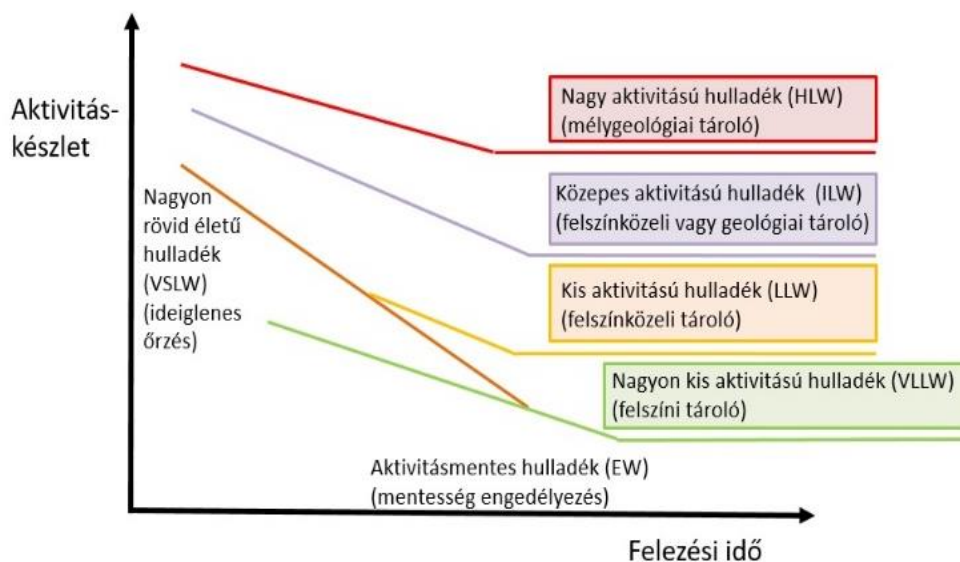 Aktivitás-
készlet
Nagyon
rövid életű
hulladék
(VSLW)
(ideiglenes
őrzés)
Nagy aktivitású hulladék (HLW)
(mélygeológiai tároló)
Közepes aktivitású hulladék (ILW)
(felszínközeli vagy geológiai tároló)
Kis aktivitású hulladék (LLW)
(felszínközeli tároló)
Nagyon kis aktivitású hulladék (VLLW)
(felszíni tároló)
Aktivitásmentes hulladék (EW)
(mentesség engedélyezés)
Felezési idő